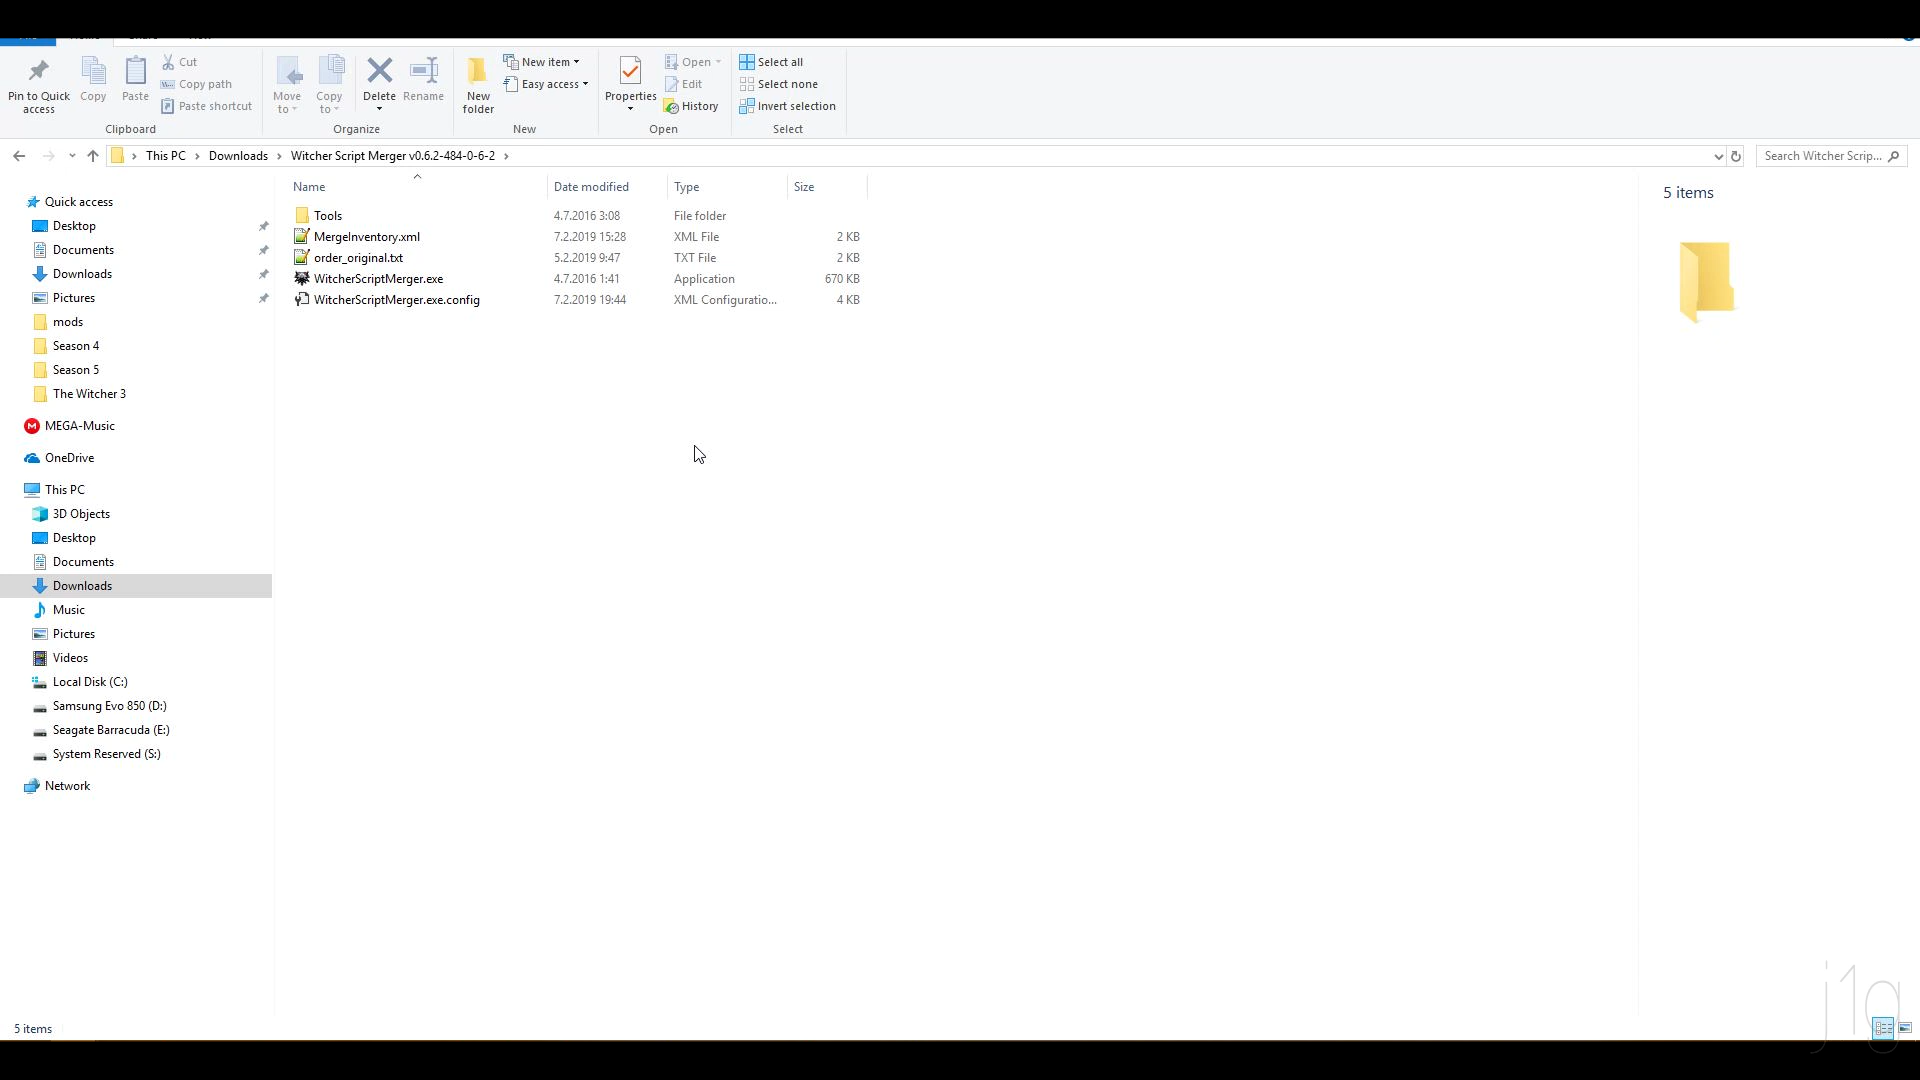 Pin to Quick access
Copy
Paste
Cut
Copy path
Paste shortcut
Clipboard
Move to
Copy to
Delete
Rename
Organize
New folder
New item
Easy access
New
Properties
Open
Edit
History
Open
Select all
Select none
Invert selection
Select
This PC > Downloads > Witcher Script Merger v0.6.2-484-0-6-2 >
Search Witcher Scrip...
Name Date modified Type Size
Tools 4.7.2016 3:08 File folder
MergeInventory.xml 7.2.2019 15:28 XML File 2 KB
order_original.txt 5.2.2019 9:47 TXT File 2 KB
WitcherScriptMerger.exe 4.7.2016 1:41 Application 670 KB
WitcherScriptMerger.exe.config 7.2.2019 19:44 XML Configuratio... 4 KB
Quick access
Desktop
Documents
Downloads
Pictures
mods
Season 4
Season 5
The Witcher 3
MEGA-Music
OneDrive
This PC
3D Objects
Desktop
Documents
Downloads
Music
Pictures
Videos
Local Disk (C:)
Samsung Evo 850 (D:)
Seagate Barracuda (E:)
System Reserved (S:)
Network
5 items
5 items
j1g